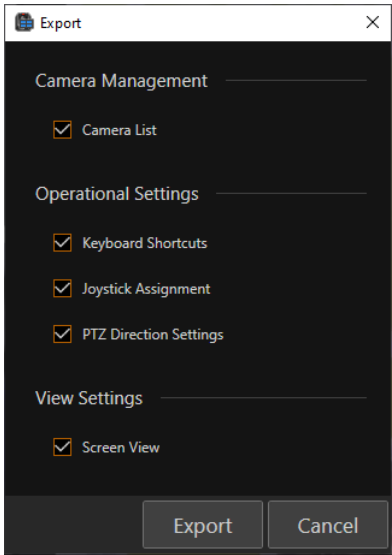 Export
Camera Management
Camera List
Operational Settings
Keyboard Shortcuts
Joystick Assignment
PTZ Direction Settings
View Settings
Screen View
Export Cancel